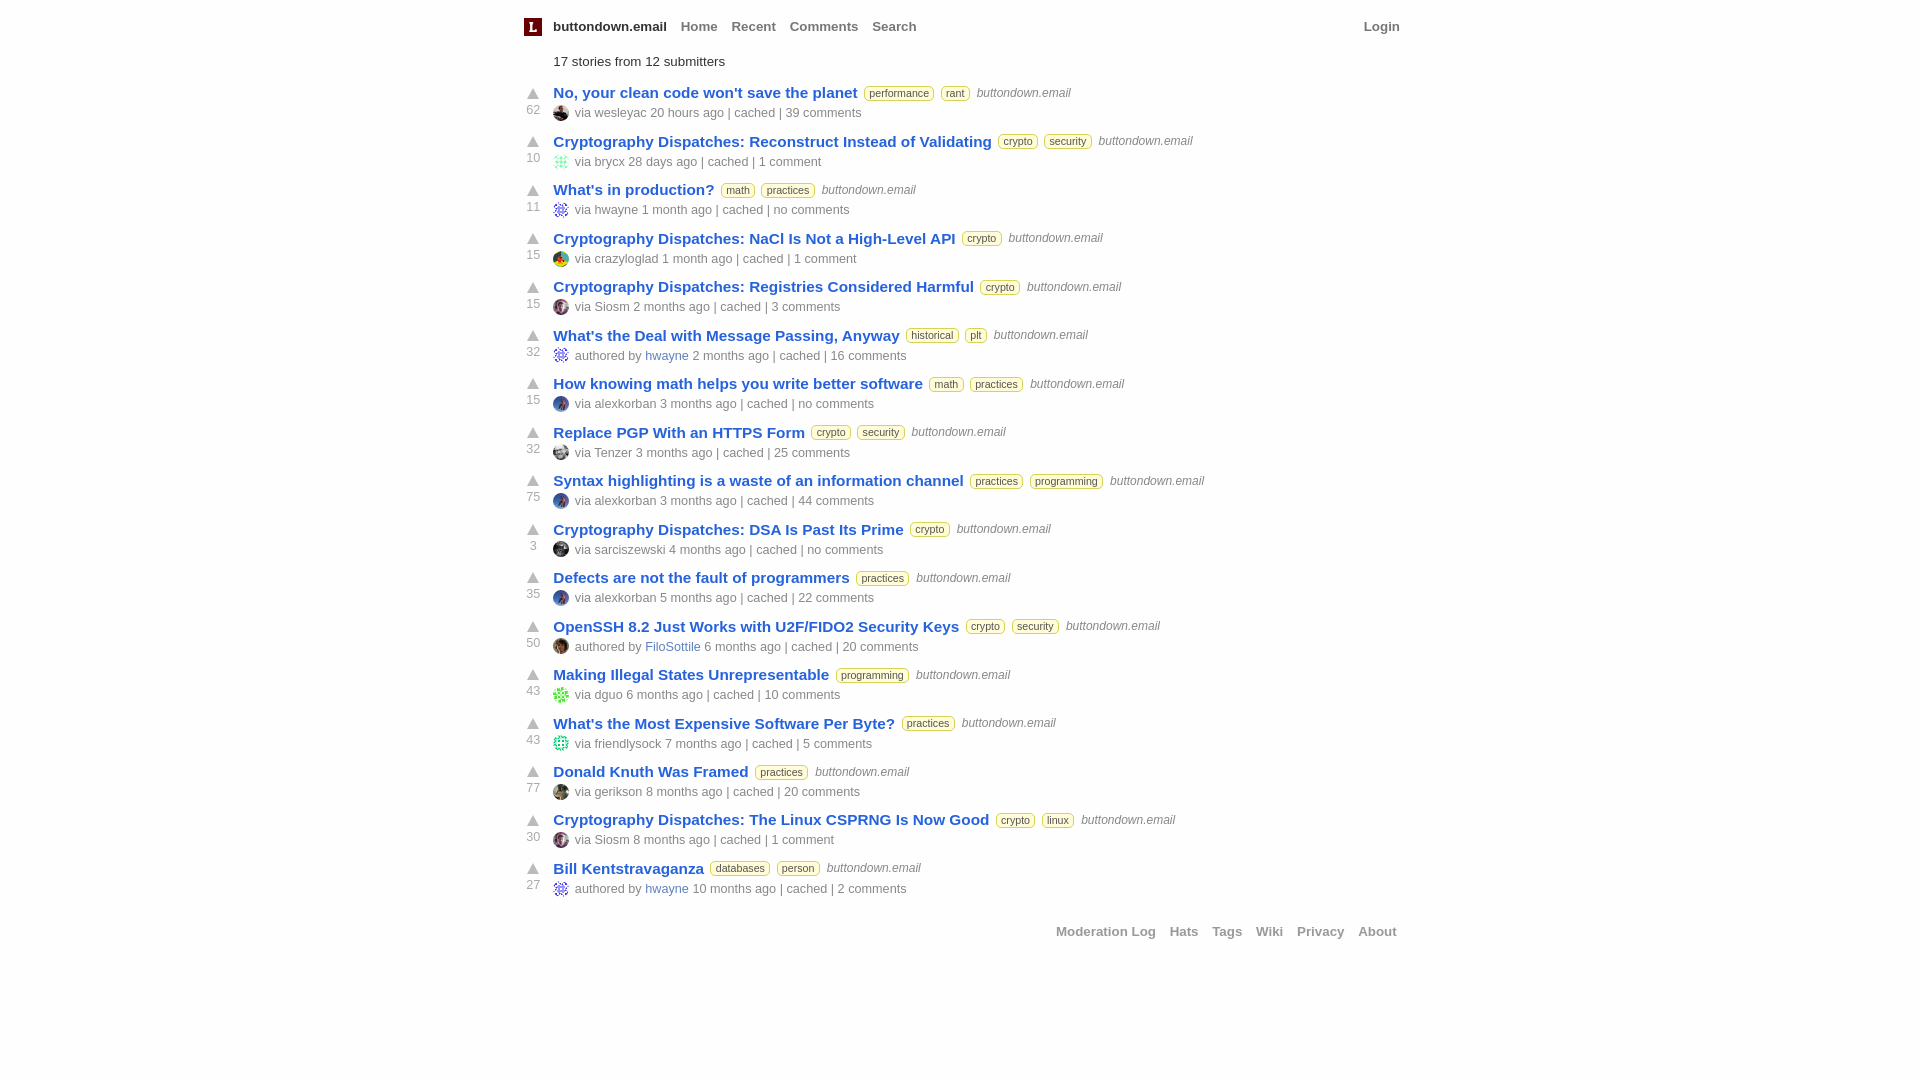 L buttondown.email Home Recent Comments Search Login
17 stories from 12 submitters
No, your clean code won't save the planet performance rant buttondown.email
62 via wesleyac 20 hours ago | cached | 39 comments
Cryptography Dispatches: Reconstruct Instead of Validating crypto security buttondown.email
10 via brycx 28 days ago | cached | 1 comment
What's in production? math practices buttondown.email
11 via hwayne 1 month ago | cached | no comments
Cryptography Dispatches: NaCl Is Not a High-Level API crypto buttondown.email
15 via crazyloglad 1 month ago | cached | 1 comment
Cryptography Dispatches: Registries Considered Harmful crypto buttondown.email
15 via Siosm 2 months ago | cached | 3 comments
What's the Deal with Message Passing, Anyway historical plt buttondown.email
32 authored by hwayne 2 months ago | cached | 16 comments
How knowing math helps you write better software math practices buttondown.email
15 via alexkorban 3 months ago | cached | no comments
Replace PGP With an HTTPS Form crypto security buttondown.email
32 via Tenzer 3 months ago | cached | 25 comments
Syntax highlighting is a waste of an information channel practices programming buttondown.email
75 via alexkorban 3 months ago | cached | 44 comments
Cryptography Dispatches: DSA Is Past Its Prime crypto buttondown.email
3 via sarciszewski 4 months ago | cached | no comments
Defects are not the fault of programmers practices buttondown.email
35 via alexkorban 5 months ago | cached | 22 comments
OpenSSH 8.2 Just Works with U2F/FIDO2 Security Keys crypto security buttondown.email
50 authored by FiloSottile 6 months ago | cached | 20 comments
Making Illegal States Unrepresentable programming buttondown.email
43 via dguo 6 months ago | cached | 10 comments
What's the Most Expensive Software Per Byte? practices buttondown.email
43 via friendlysock 7 months ago | cached | 5 comments
Donald Knuth Was Framed practices buttondown.email
77 via gerikson 8 months ago | cached | 20 comments
Cryptography Dispatches: The Linux CSPRNG Is Now Good crypto linux buttondown.email
30 via Siosm 8 months ago | cached | 1 comment
Bill Kentstravaganza databases person buttondown.email
27 authored by hwayne 10 months ago | cached | 2 comments
Moderation Log Hats Tags Wiki Privacy About